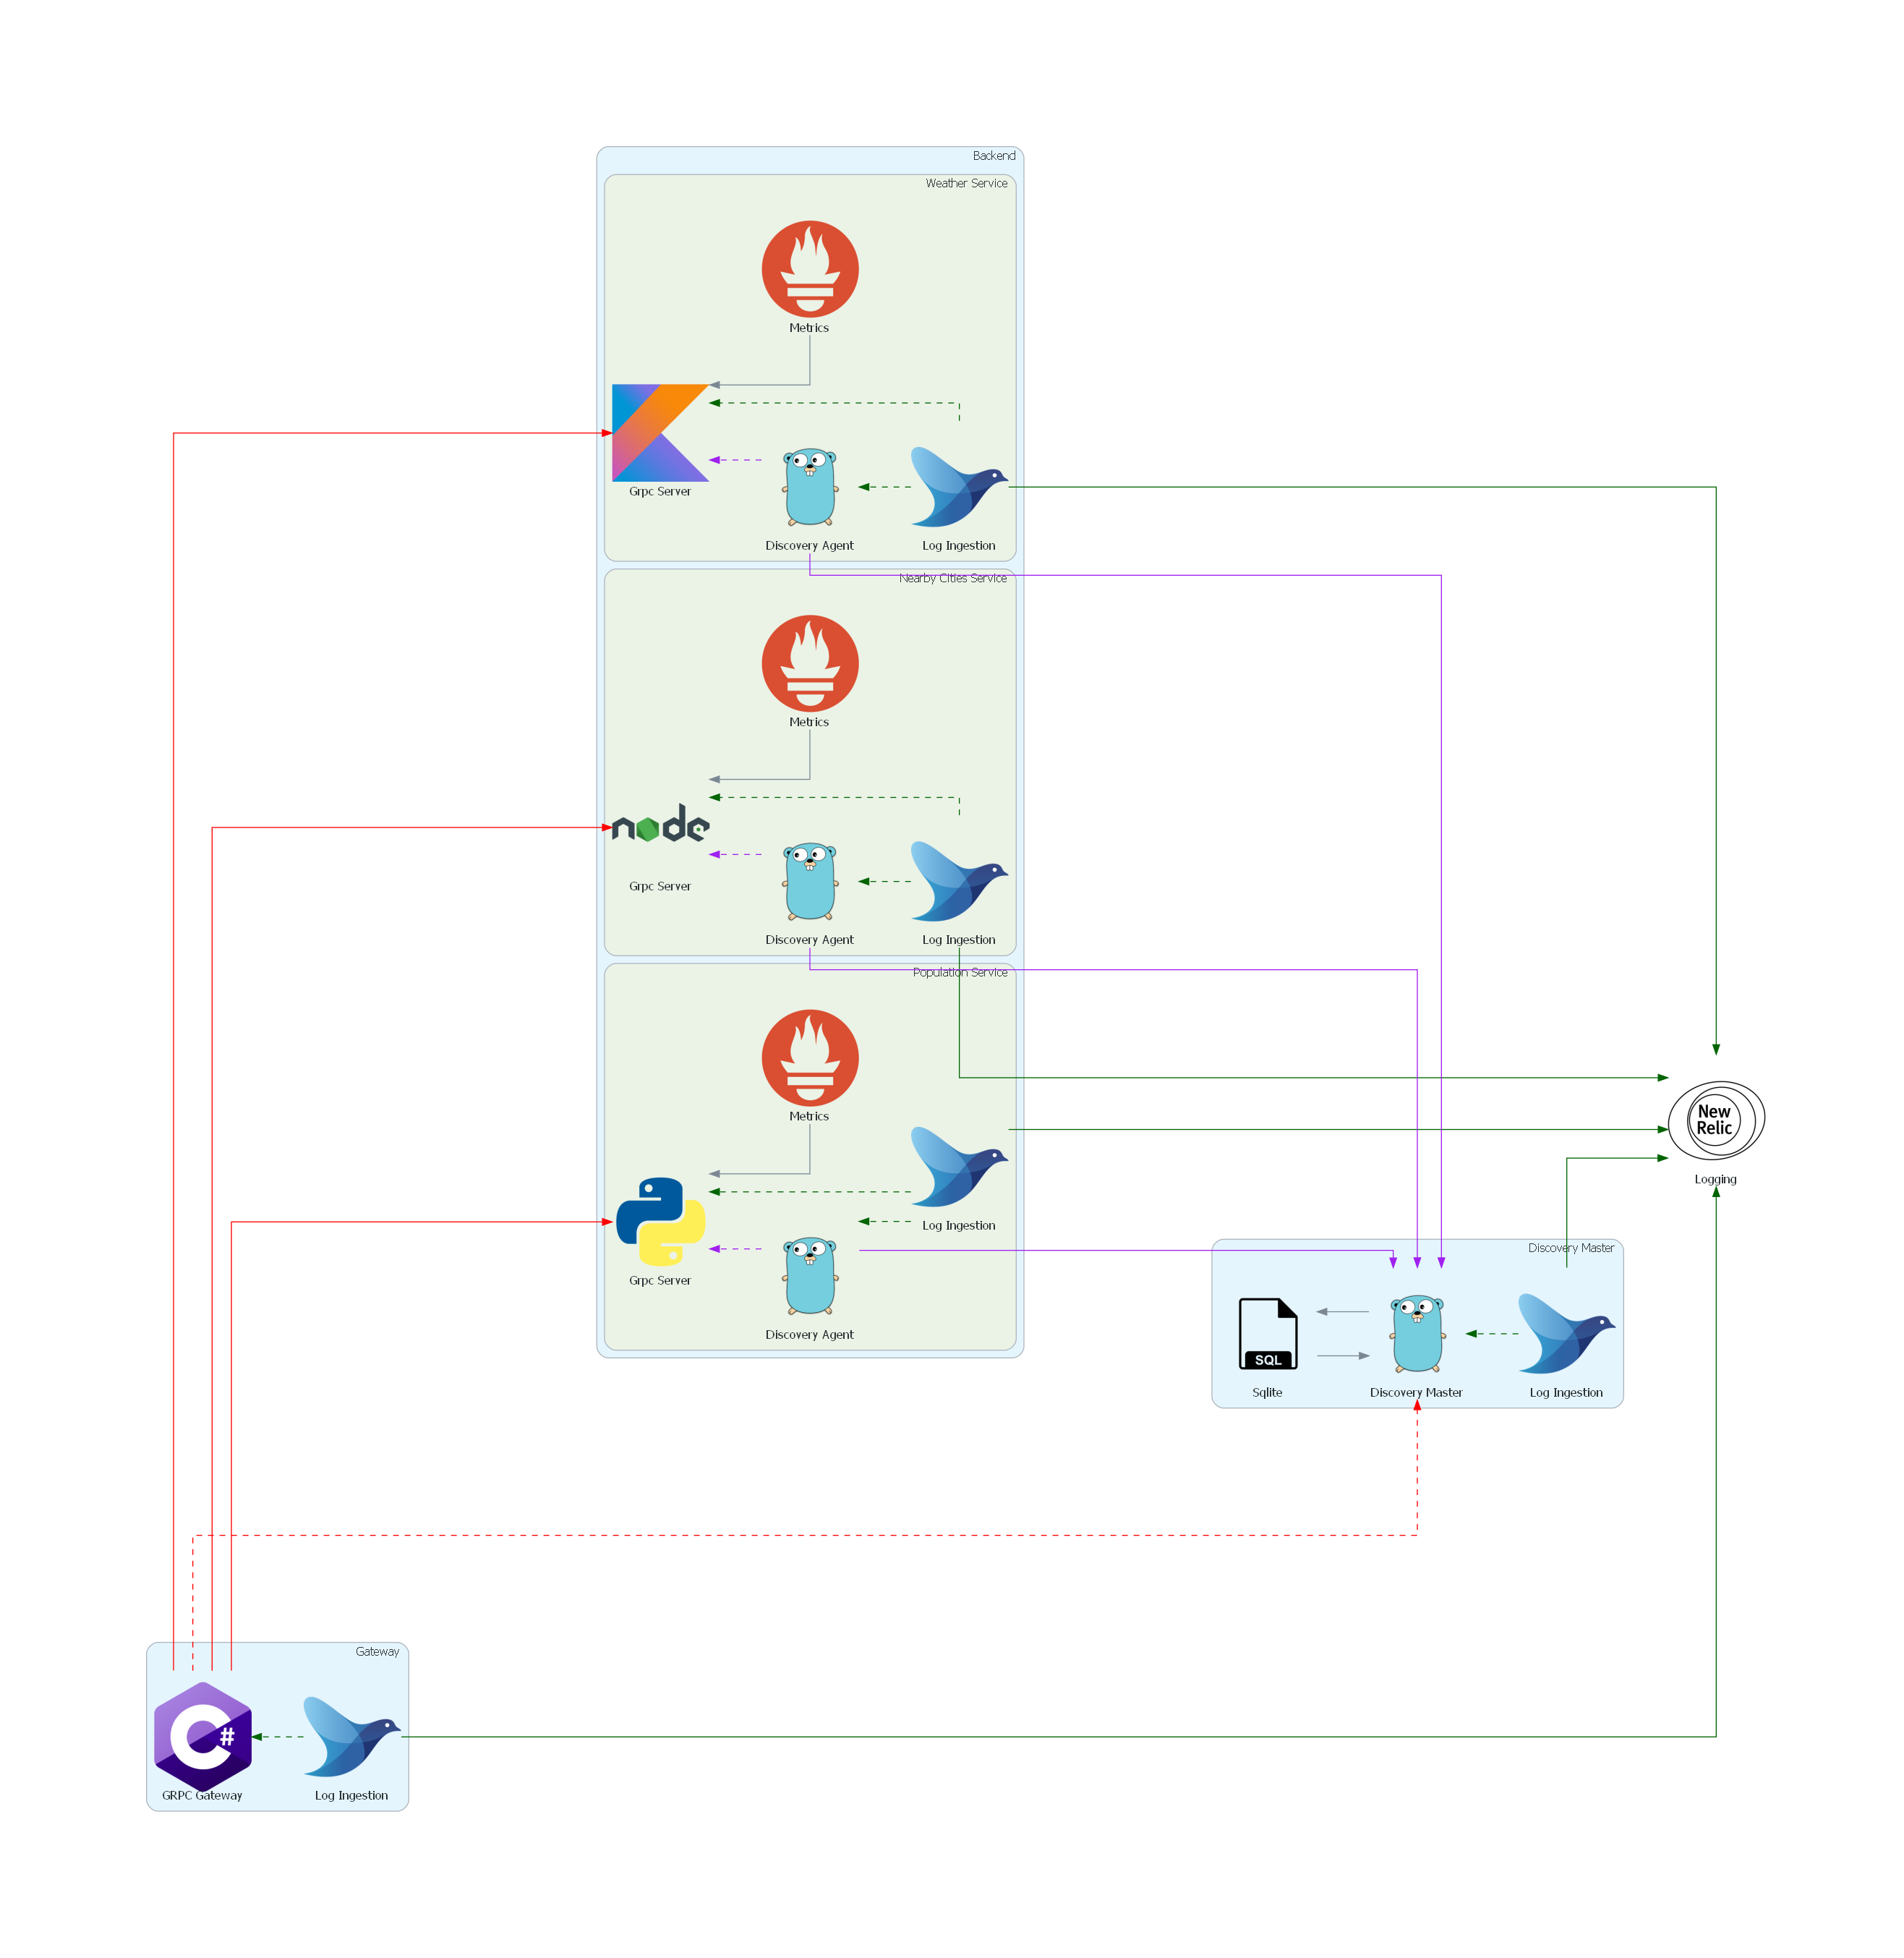 Backend
Weather Service
Metrics
Grpc Server
Discovery Agent
Log Ingestion
Nearby Cities Service
Metrics
node
Grpc Server
Discovery Agent
Log Ingestion
Population Service
Metrics
Log Ingestion
Grpc Server
Discovery Agent
New
Relic
Logging
Discovery Master
SQL
Sqlite
Discovery Master
Log Ingestion
Gateway
C#
GRPC Gateway
Log Ingestion